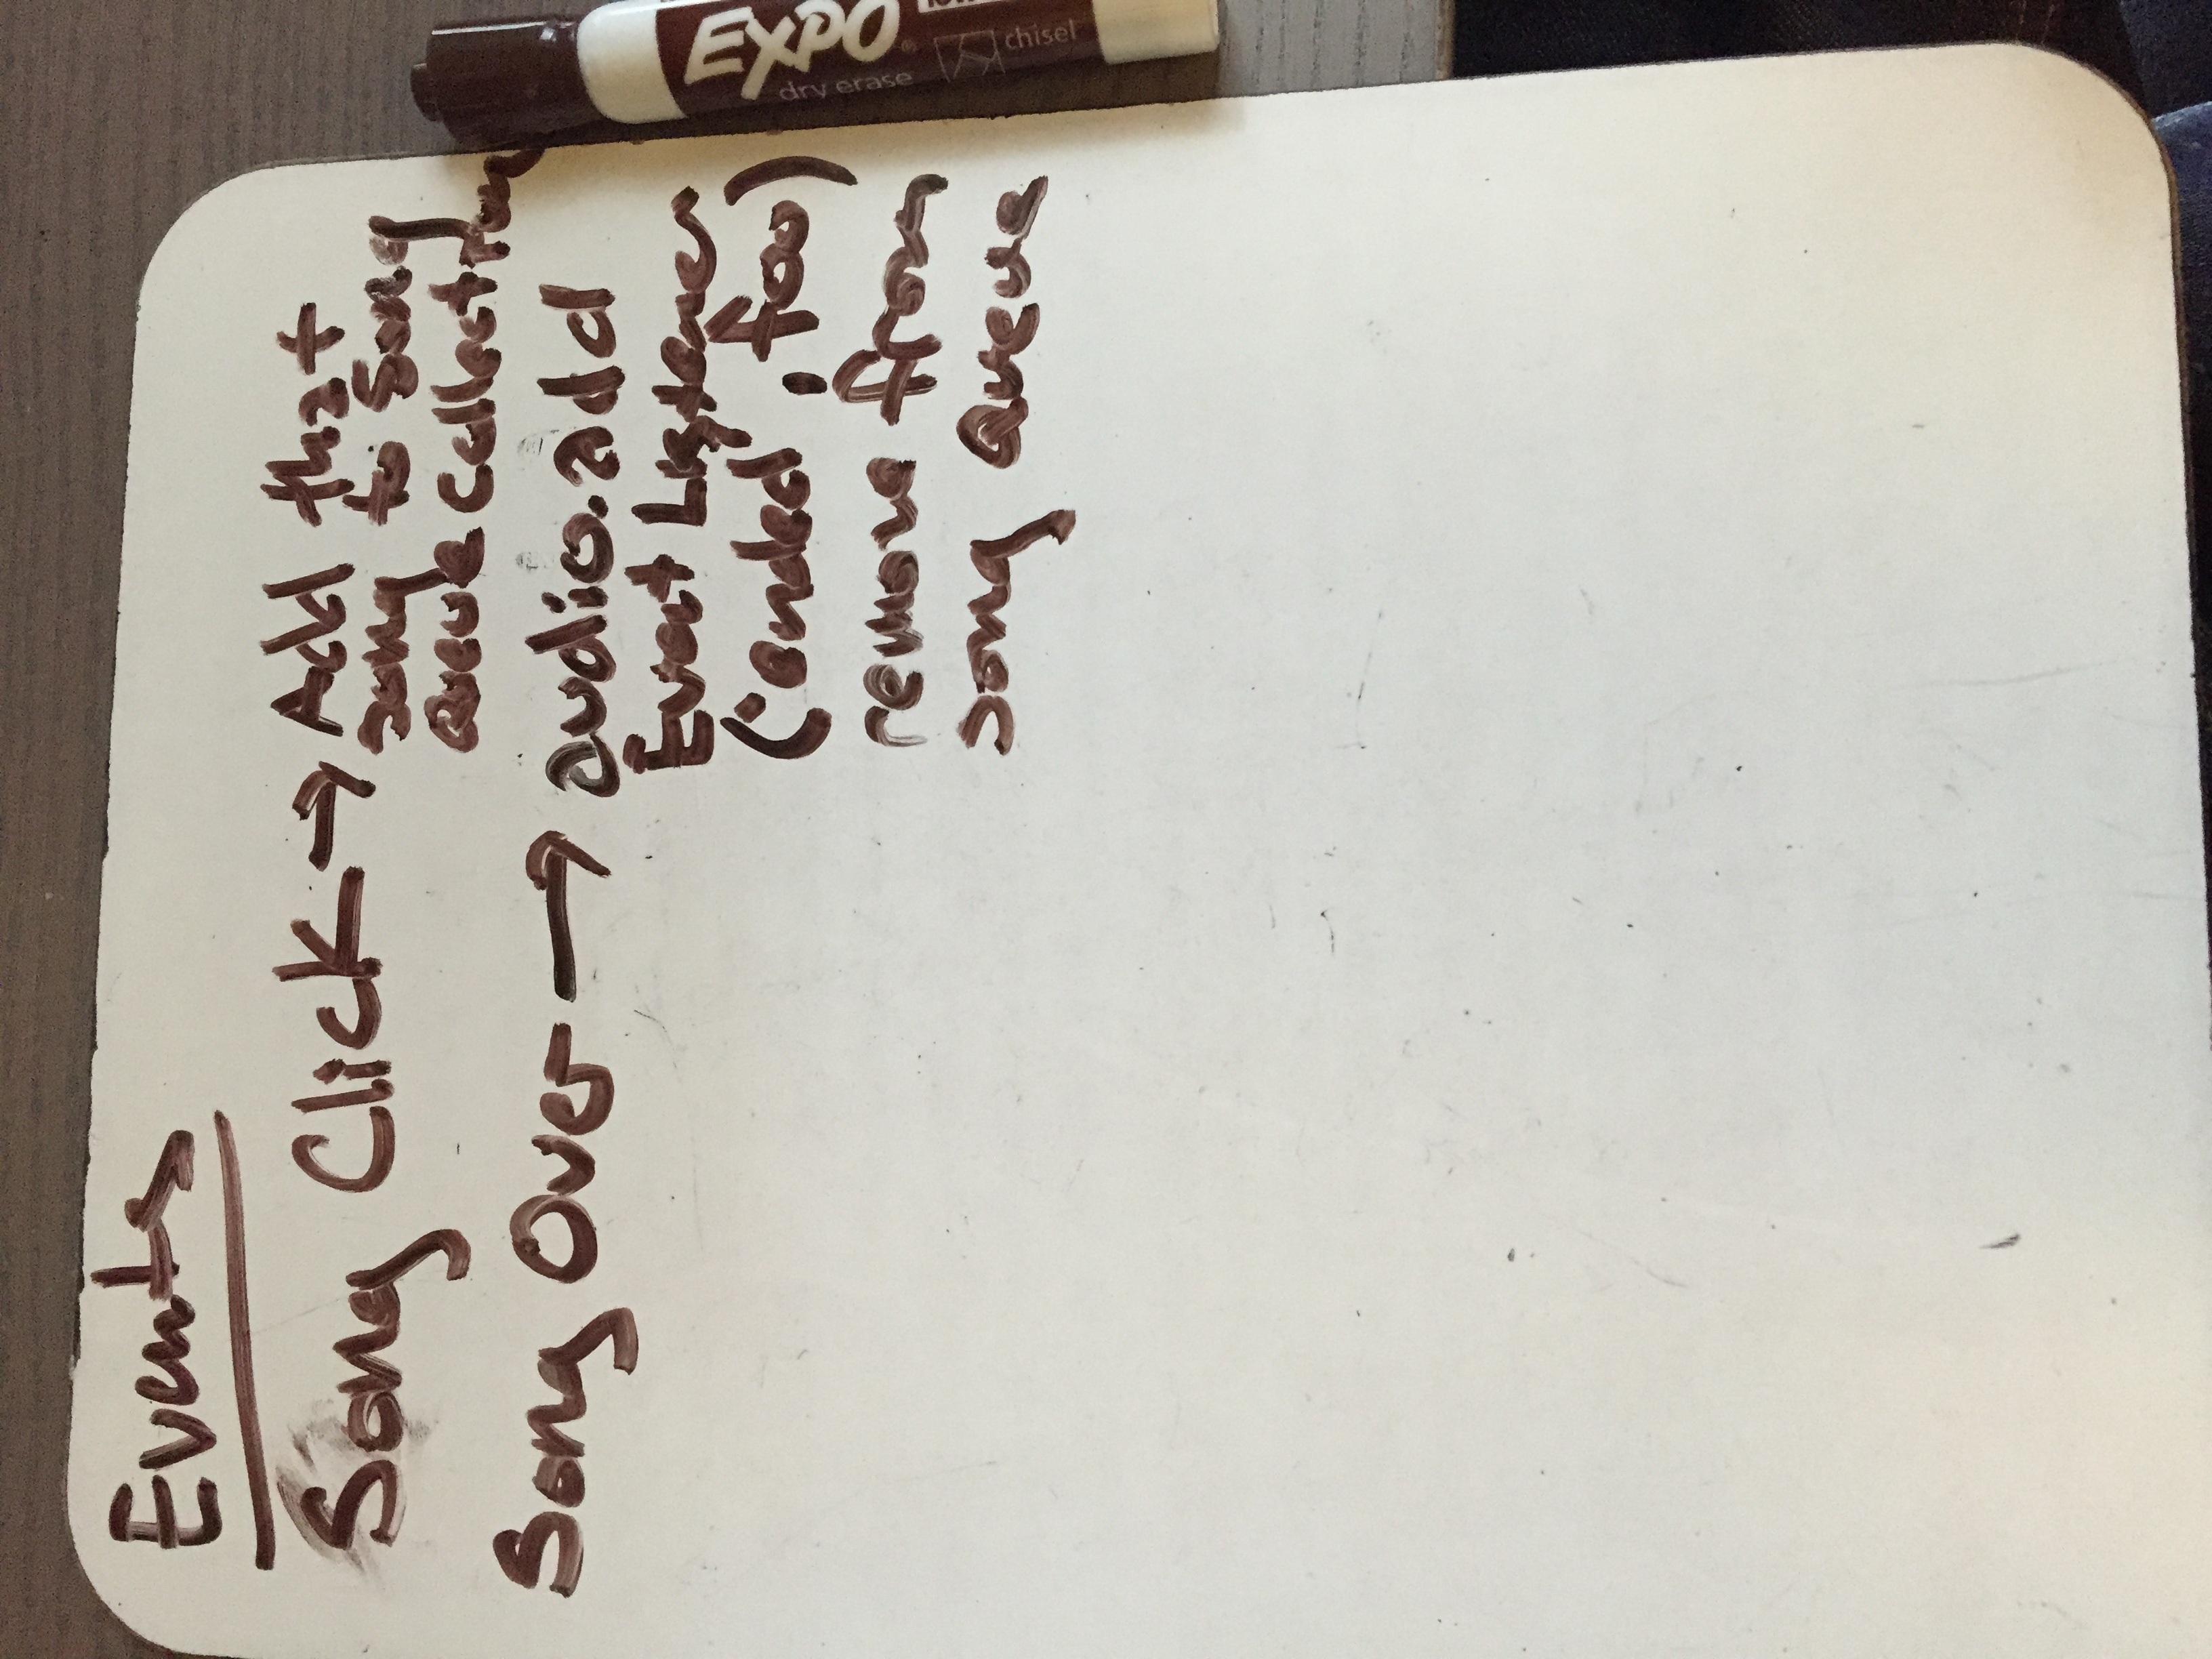 Events
Song Click → Add that
song to Song
Queue Collection
Song Over → audio.add
Event Listener
('ended', foo)
remove from
song Queue
EXPO
dry erase
chisel